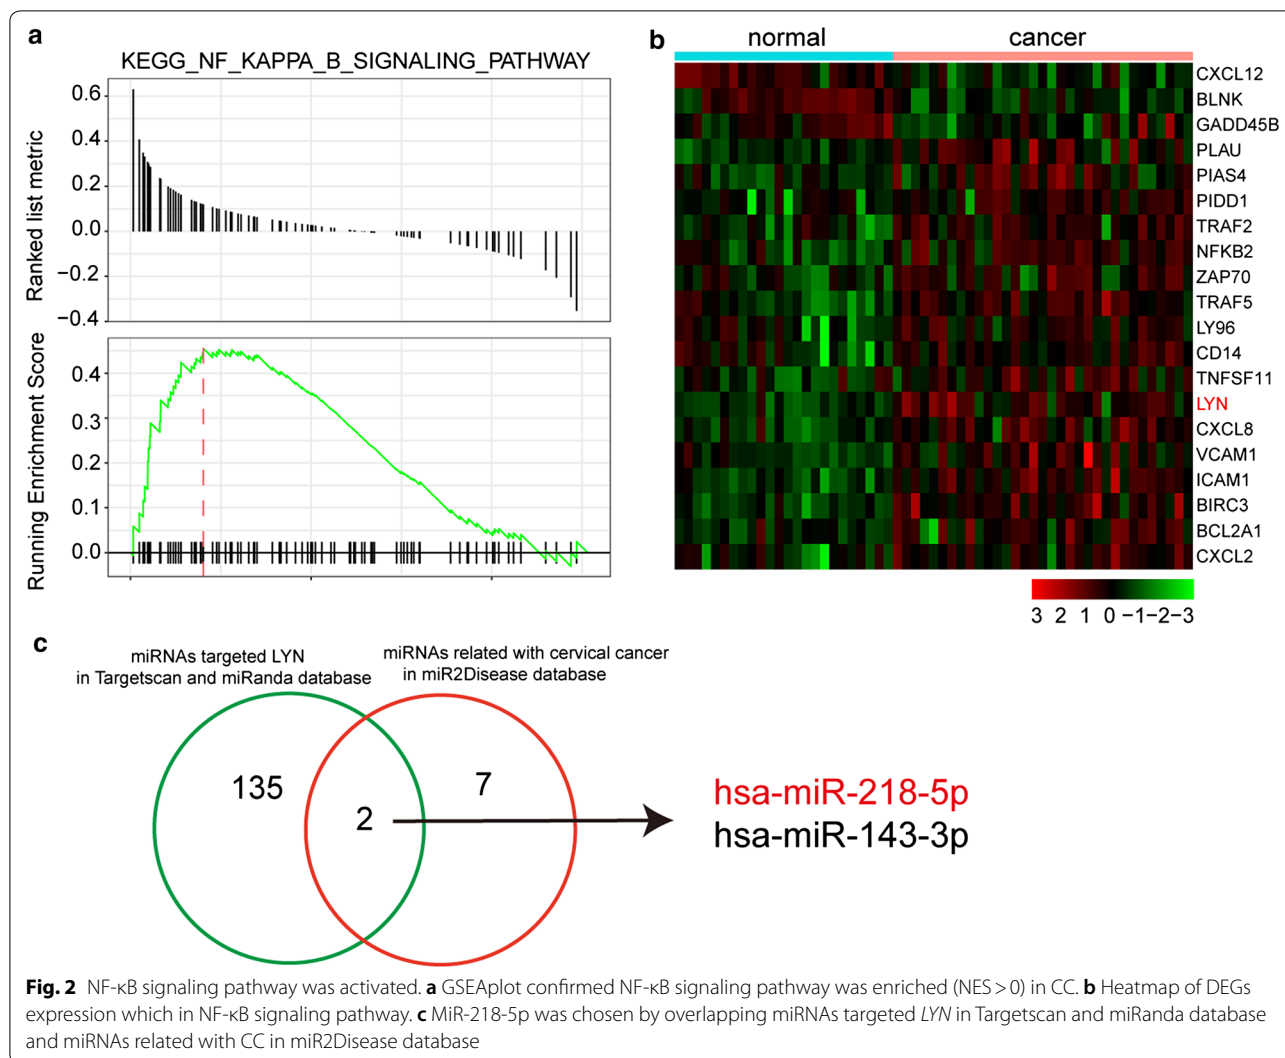 a
KEGG_NF_KAPPA_B_SIGNALING_PATHWAY
Ranked list metric
0.6
0.4
0.2
0.0
−0.2
−0.4
Running Enrichment Score
0.4
0.3
0.2
0.1
0.0
b
normal cancer
CXCL12
BLNK
GADD45B
PLAU
PIAS4
PIDD1
TRAF2
NFKB2
ZAP70
TRAF5
LY96
CD14
TNFSF11
LYN
CXCL8
VCAM1
ICAM1
BIRC3
BCL2A1
CXCL2
3 2 1 0 −1−2−3
c
miRNAs targeted LYN
in Targetscan and miRanda database
miRNAs related with cervical cancer
in miR2Disease database
135
2
7
hsa-miR-218-5p
hsa-miR-143-3p
Fig. 2 NF-κB signaling pathway was activated. a GSEAplot confirmed NF-κB signaling pathway was enriched (NES > 0) in CC. b Heatmap of DEGs
expression which in NF-κB signaling pathway. c MiR-218-5p was chosen by overlapping miRNAs targeted LYN in Targetscan and miRanda database
and miRNAs related with CC in miR2Disease database